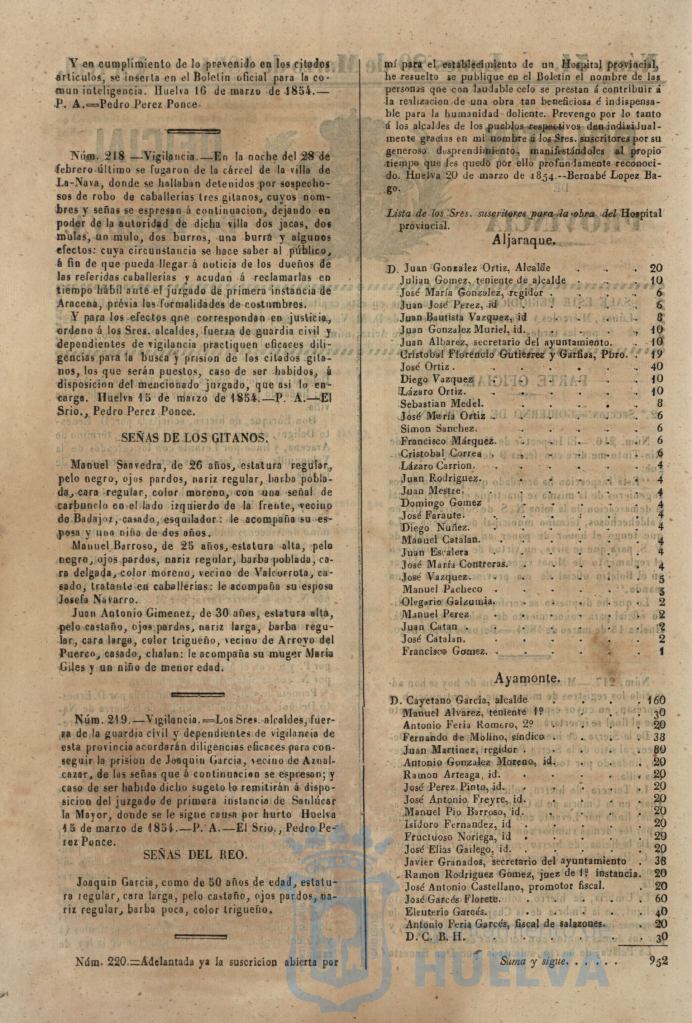 Y en cumplimiento de lo prevenido en los citados
articulos, se inserta en el Boletin oficial para la co-
mun inteligencia. Huelva 16 de marzo de 1854.—
P. A.=Pedro Perez Ponce.
Núm. 218 —Vigilancia.—En la noche del 28 de
febrero último se fugaron de la cárcel de la villa de
La-Nava, donde se hallaban detenidos por sospecho-
sos de robo de caballerias tres gitanos, cuyos nom-
bres y señas se espresan á continuacion, dejando en
poder de la autoridad de dicha villa dos jacas, dos
mulas, un mulo, dos burros, una burra y algunos
efectos: cuya circunstancia se hace saber al público,
á fin de que pueda llegar á noticia de los dueños de
las referidas caballerias y acudan á reclamarlas en
tiempo hábil ante el juzgado de primera instancia de
Aracena, prévia las formalidades de costumbres.
Y para los efectos qne correspondan en justicia,
ordeno á los Sres. alcaldes, fuerza de guardia civil y
dependientes de vigilancia practiquen eficaces dili-
gencias para la busca y prision de los citados gita-
nos, los que serán puestos, caso de ser habidos, á
disposicion del mencionado juzgado, que asi lo en-
carga. Huelva 15 de marzo de 1854.—P. A.—El
Srio., Pedro Perez Ponce.
SEÑAS DE LOS GITANOS.
Manuel Saavedra, de 26 años, estatura regular,
pelo negro, ojos pardos, nariz regular, barba pobla-
da, cara regular, color moreno, con una señal de
carbunclo en el lado izquierdo de la frente, vecino
de Badajoz, casado, esquilador: le acompaña su es-
posa y una niña de dos años.
Manuel Barroso, de 25 años, estatura alta, pelo
negro, ojos pardos, nariz regular, barba poblada, ca-
ra delgada, color moreno, vecino de Valcorrota, ca-
sado, tratante en caballerias: le acompaña su esposa
Josefa Navarro.
Juan Antonio Gimenez, de 30 años, estatura alta,
pelo castaño, ojos pardos, nariz larga, barba regu-
lar, cara larga, color trigueño, vecino de Arroyo del
Puerco, casado, chalan: le acompaña su muger María
Giles y un niño de menor edad.
Núm. 219.—Vigilancia.=Los Sres. alcaldes, fuer-
za de la guardia civil y dependientes de vigilancia de
esta provincia acordarán diligencias eficaces para con-
seguir la prision de Joaquin Garcia, vecino de Aznal-
cazar, de las señas que á continuacion se espresan; y
caso de ser habido dicho sugeto lo remitirán á dispo-
sicion del juzgado de primera instancia de Sanlúcar
la Mayor, donde se le sigue causa por hurto Huelva
15 de marzo de 1854.—P. A.—El Srio., Pedro Pe-
rez Ponce.
SEÑAS DEL REO.
Joaquin Garcia, como de 50 años de edad, estatu-
ra regular, cara larga, pelo castaño, ojos pardos, na-
riz regular, barba poca, color trigueño.
Núm. 220.=Adelantada ya la suscricion abierta por
mí para el establecimiento de un Hospital provincial,
he resuelto se publique en el Boletin el nombre de las
personas que con laudable celo se prestan á contribuir á
la realizacion de una obra tan beneficiosa é indispensa-
ble para la humanidad doliente. Prevengo por lo tanto
á los alcaldes de los pueblos respectivos den individual-
mente gracias en mi nombre á los Sres. suscritores por su
generoso desprendimiento, manifestándoles al propio
tiempo que les quedo por ello profundamente reconoci-
do. Huelva 20 de marzo de 1854.--Bernabé Lopez Ba-
go.
Lista de los Sres. suscritores para la obra del Hospital
provincial.
Aljaraque.
D. Juan Gonzalez Ortiz, Alcalde . . . 20
Julian Gomez, teniente de alcalde . . . 10
José María Gonzalez, regidor . . . . 6
Juan José Perez, id . . . . 6
Juan Bautista Vazquez, id . . . . 8
Juan Gonzalez Muriel, id. . . . . 10
Juan Albarez, secretario del ayuntamiento. . 10
Cristobal Florencio Gutierrez y Garfias, Pbro. . 19
José Ortiz . . . . . 40
Diego Vazquez . . . . . 10
Lázaro Ortiz. . . . . . 10
Sebastian Medel. . . . . . 8
José María Ortiz . . . . . 6
Simon Sanchez. . . . . . 6
Francisco Márquez. . . . . . 6
Cristobal Correa . . . . . 6
Lázaro Carrion. . . . . . 4
Juan Rodriguez. . . . . . 4
Juan Mestre. . . . . . 4
Domingo Gomez . . . . . 4
José Faraute. . . . . . 4
Diego Nuñez. . . . . . 4
Manuel Catalan. . . . . . 4
Juan Escalera . . . . . 4
José María Contreras. . . . . 4
José Vazquez. . . . . . 5
Manuel Pacheco . . . . . 3
Olegario Galzumia. . . . . 2
Manuel Perez . . . . . 2
Juan Catan . . . . . 2
José Catalan. . . . . . 2
Francisco Gomez. . . . . . 1
Ayamonte.
D. Cayetano Garcia, alcalde . . . . 160
Manuel Alvarez, teniente 1º . . . . 30
Antonio Feria Romero, 2º . . . . 20
Fernando de Molino, síndico . . . . 38
Juan Martinez, regidor . . . . . 80
Antonio Gonzalez Moreno, id. . . . . 20
Ramon Arteaga, id. . . . . 20
José Perez Pinto, id. . . . . 20
José Antonio Freyre, id. . . . . 20
Manuel Pio Barroso, id. . . . . 20
Isidoro Fernandez, id . . . . 20
Fructuoso Noriega, id . . . . 29
José Elias Gallego, id. . . . . 20
Javier Granados, secretario del ayuntamiento . 38
Ramon Rodriguez Gomez, juez de 1ª instancia. 20
José Antonio Castellano, promotor fiscal. . 20
José Garcés Florete. . . . . 60
Eleuterio Garcés. . . . . . 40
Antonio Feria Garcés, fiscal de salazones. . 20
D. C. B. H. . . . . . 30
Suma y sigue. . . . . . 952
HUELVA